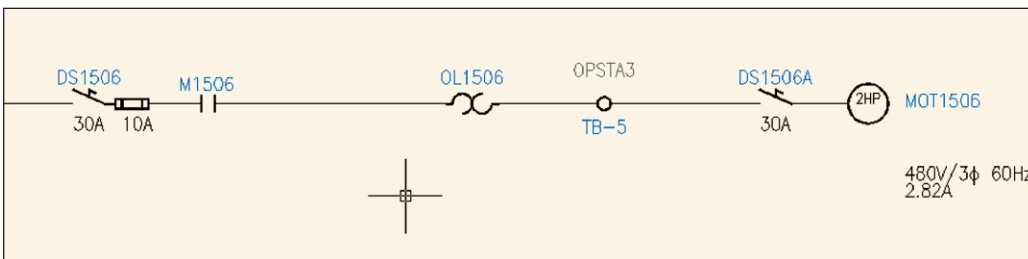 DS1506
M1506
OL1506
OPSTA3
DS1506A
2HP
MOT1506
30A
10A
TB-5
30A
480V/3ϕ 60Hz
2.82A